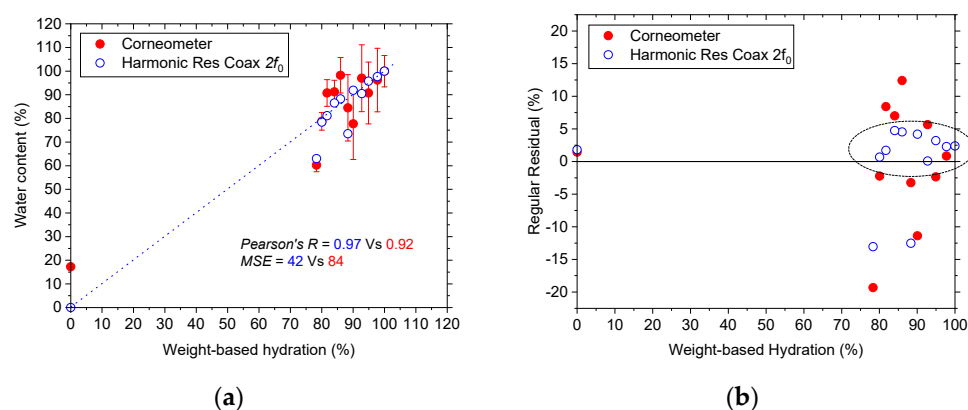 120
110
100
90
80
70
60
50
40
30
20
10
0
Water content (%)
Corneometer
Harmonic Res Coax 2f₀
Pearson's R = 0.97 Vs 0.92
MSE = 42 Vs 84
0 10 20 30 40 50 60 70 80 90 100 110 120
Weight-based hydration (%)
(a)
20
15
10
5
0
-5
-10
-15
-20
Regular Residual (%)
Corneometer
Harmonic Res Coax 2f₀
0 10 20 30 40 50 60 70 80 90 100
Weight-based Hydration (%)
(b)